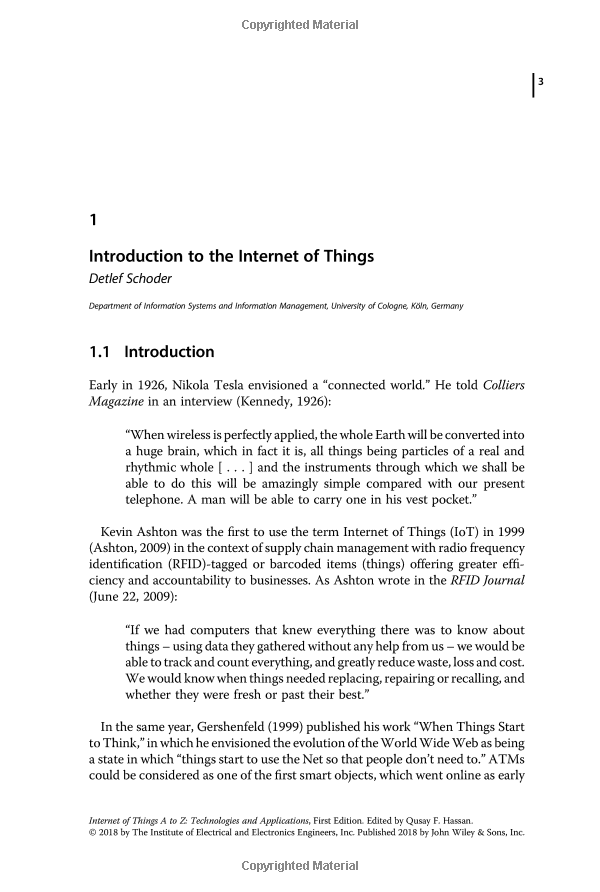 Copyrighted Material
3
1
Introduction to the Internet of Things
Detlef Schoder
Department of Information Systems and Information Management, University of Cologne, Köln, Germany
1.1 Introduction
Early in 1926, Nikola Tesla envisioned a “connected world.” He told Colliers
Magazine in an interview (Kennedy, 1926):
“When wireless is perfectly applied, the whole Earth will be converted into
a huge brain, which in fact it is, all things being particles of a real and
rhythmic whole [ . . . ] and the instruments through which we shall be
able to do this will be amazingly simple compared with our present
telephone. A man will be able to carry one in his vest pocket.”
Kevin Ashton was the first to use the term Internet of Things (IoT) in 1999
(Ashton, 2009) in the context of supply chain management with radio frequency
identification (RFID)-tagged or barcoded items (things) offering greater effi-
ciency and accountability to businesses. As Ashton wrote in the RFID Journal
(June 22, 2009):
“If we had computers that knew everything there was to know about
things – using data they gathered without any help from us – we would be
able to track and count everything, and greatly reduce waste, loss and cost.
We would know when things needed replacing, repairing or recalling, and
whether they were fresh or past their best.”
In the same year, Gershenfeld (1999) published his work “When Things Start
to Think,” in which he envisioned the evolution of the World Wide Web as being
a state in which “things start to use the Net so that people don’t need to.” ATMs
could be considered as one of the first smart objects, which went online as early
Internet of Things A to Z: Technologies and Applications, First Edition. Edited by Qusay F. Hassan.
© 2018 by The Institute of Electrical and Electronics Engineers, Inc. Published 2018 by John Wiley & Sons, Inc.
Copyrighted Material